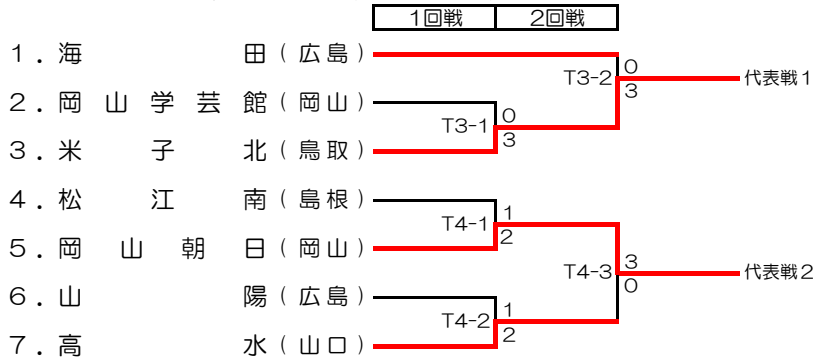 1回戦 2回戦
1．海田（広島）
T3-2 0 3 代表戦1
2．岡山学芸館（岡山）
T3-1 0 3
3．米子北（鳥取）
4．松江南（島根）
T4-1 1 2
5．岡山朝日（岡山）
T4-3 3 0 代表戦2
6．山陽（広島）
T4-2 1 2
7．高水（山口）